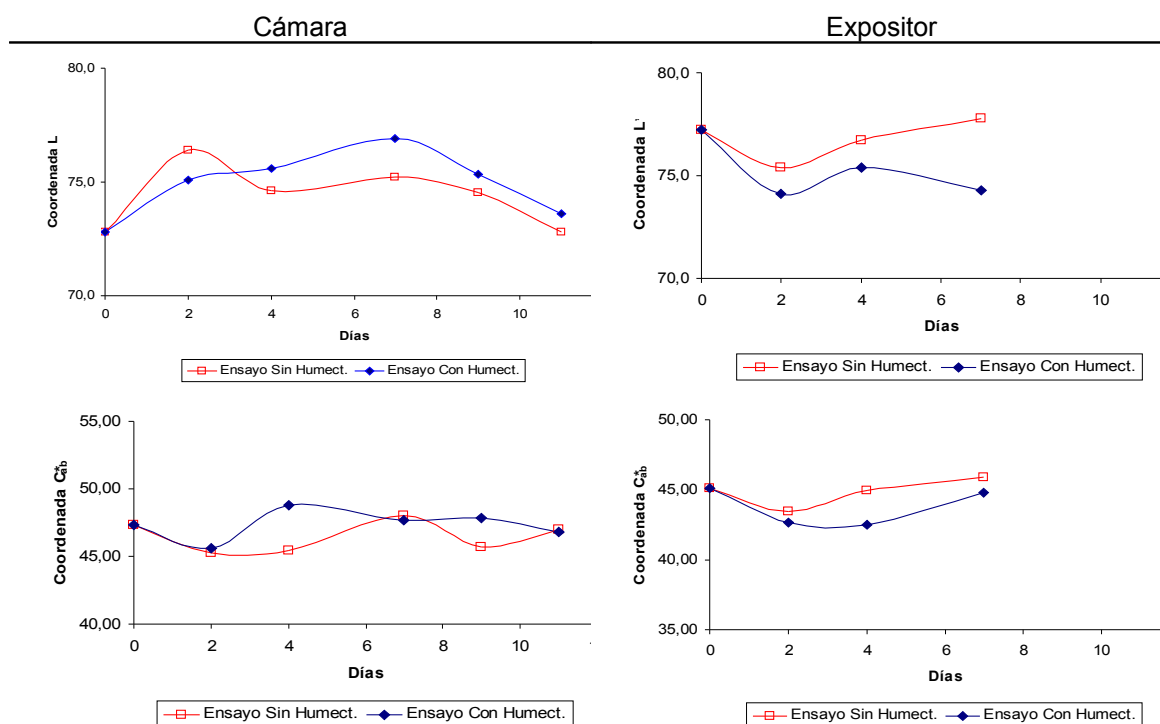 Cámara
Expositor
80,0
75,0
70,0
Coordenada L
0 2 4 6 8 10
Días
Ensayo Sin Humect. Ensayo Con Humect.
80,0
75,0
70,0
Coordenada L
0 2 4 6 8 10
Días
Ensayo Sin Humect. Ensayo Con Humect.
55,00
50,00
45,00
40,00
Coordenada C*ab
0 2 4 6 8 10
Días
Ensayo Sin Humect. Ensayo Con Humect.
50,00
45,00
40,00
35,00
Coordenada C*ab
0 2 4 6 8 10
Días
Ensayo Sin Humect. Ensayo Con Humect.